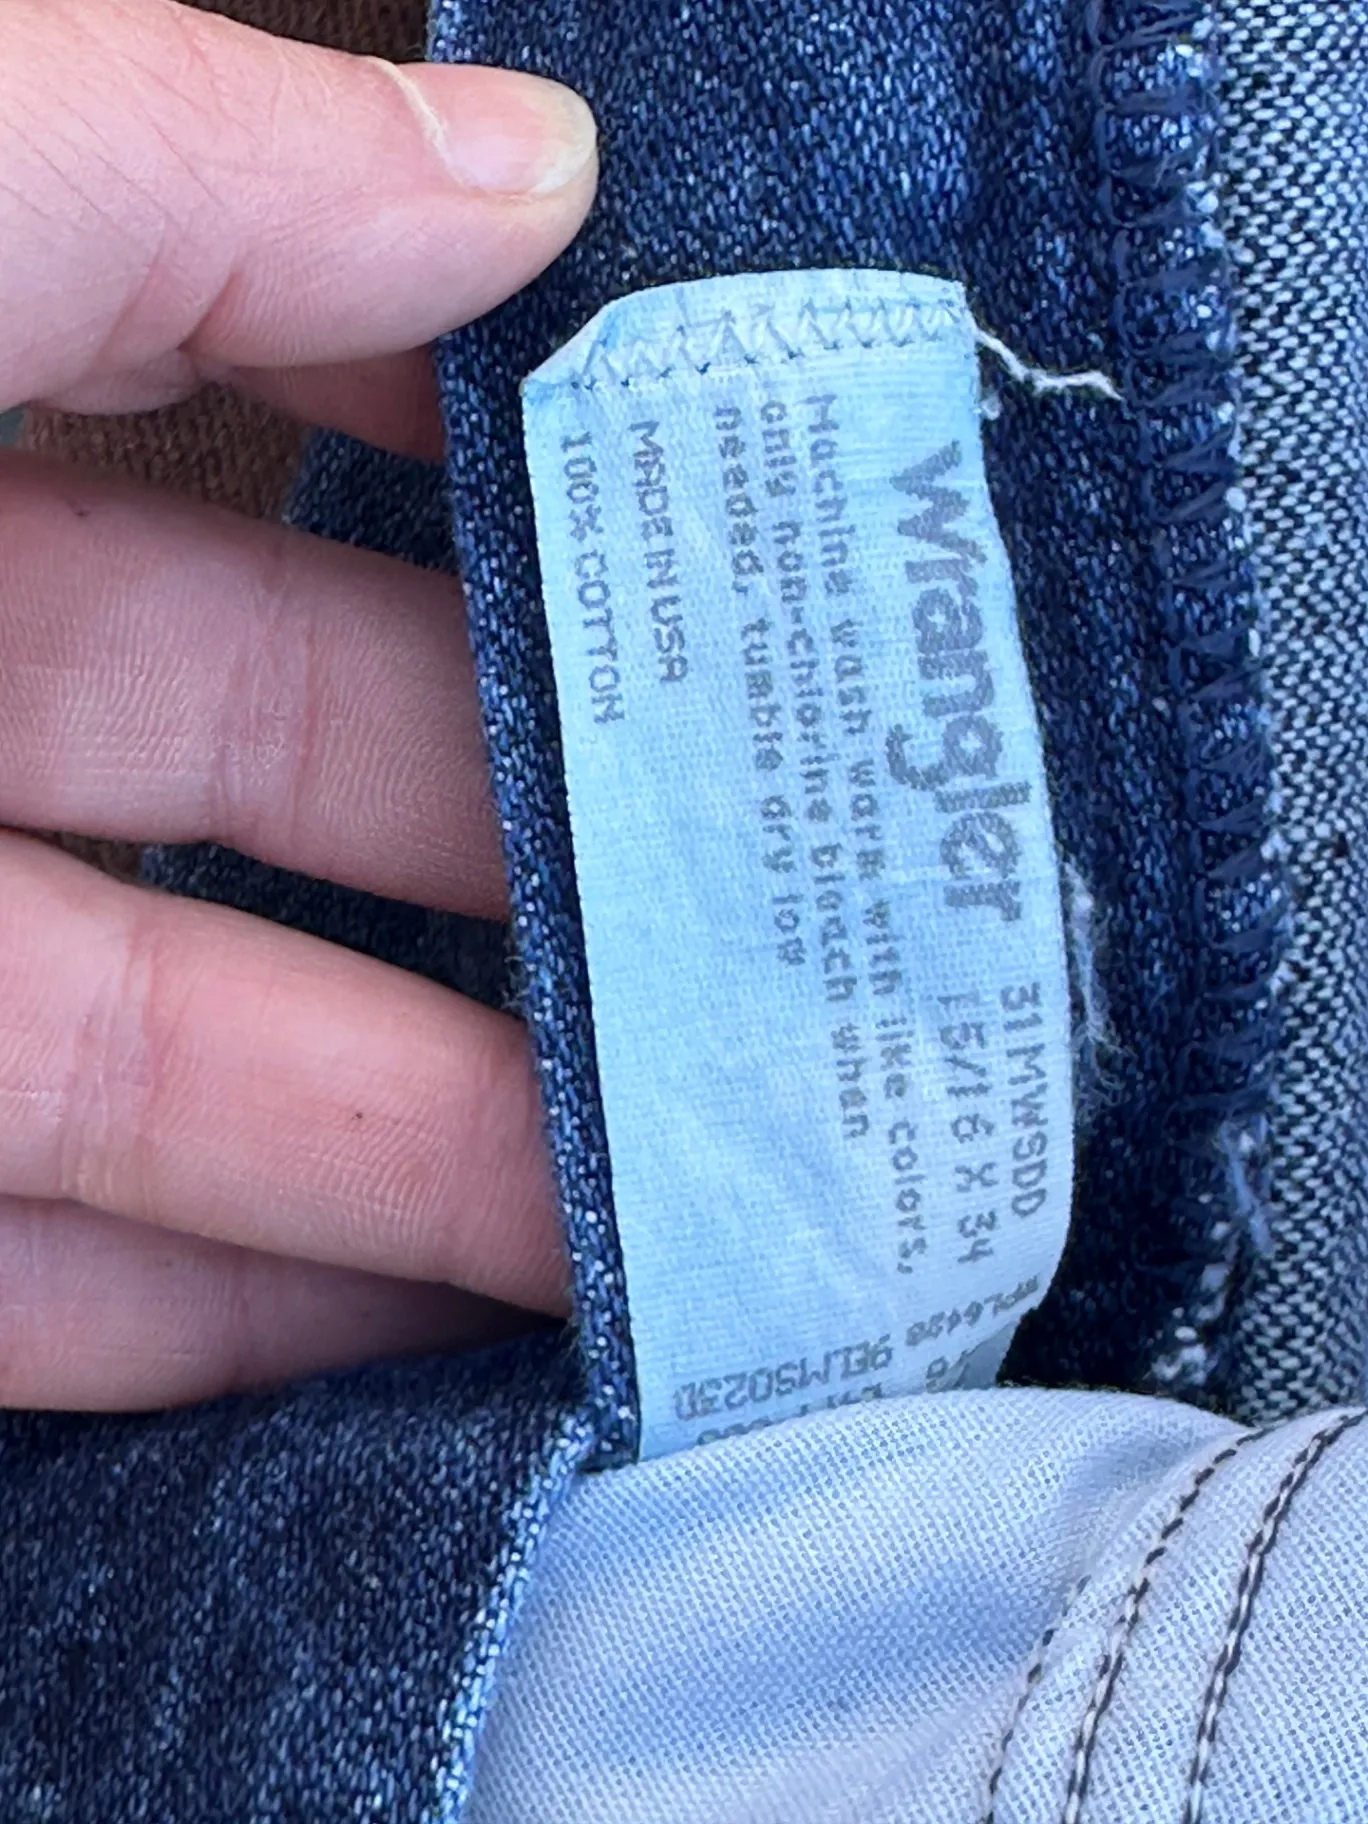 Wrangler 31MWSDD
15/16 X 34
Machine wash warm with like colors,
only non-chlorine bleach when
needed, tumble dry low
MADE IN USA
100% COTTON